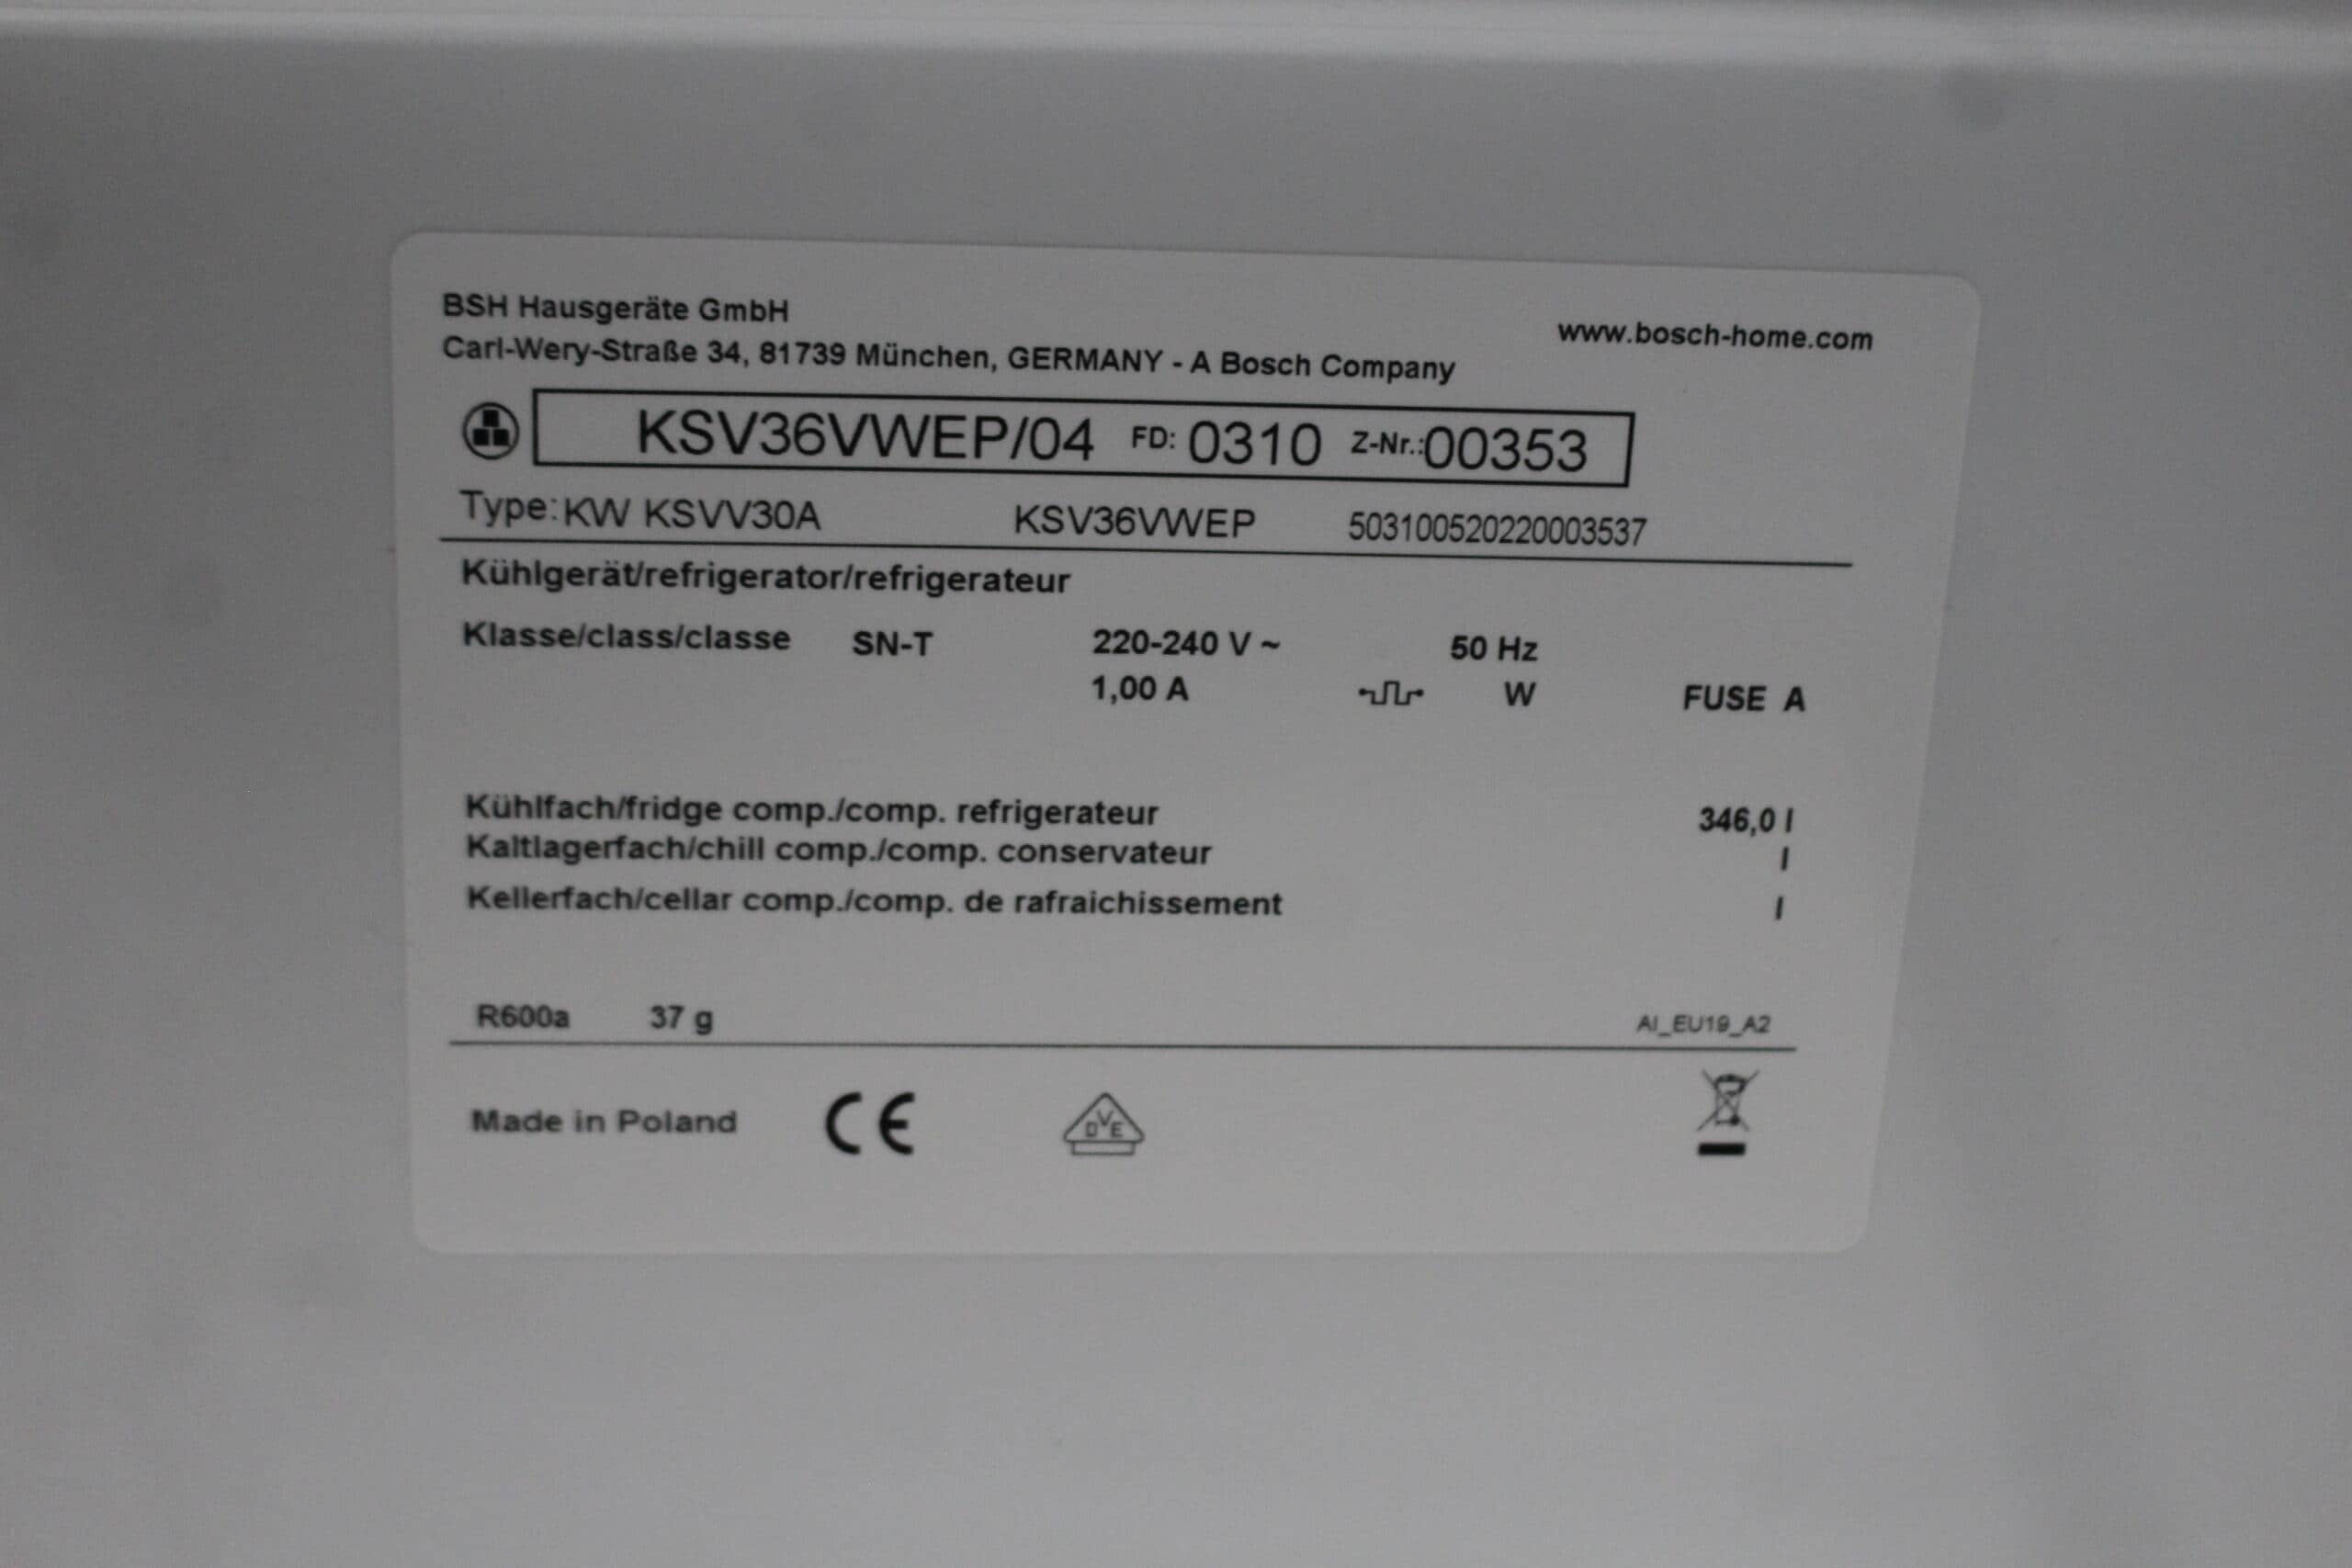 BSH Hausgeräte GmbH
Carl-Wery-Straße 34, 81739 München, GERMANY - A Bosch Company
www.bosch-home.com
KSV36VWEP/04 FD: 0310 Z-Nr.:00353
Type:KW KSVV30A KSV36VWEP 503100520220003537
Kühlgerät/refrigerator/refrigerateur
Klasse/class/classe SN-T 220-240 V ~ 50 Hz
1,00 A W FUSE A
Kühlfach/fridge comp./comp. refrigerateur 346,0 l
Kaltlagerfach/chill comp./comp. conservateur l
Kellerfach/cellar comp./comp. de rafraichissement l
R600a 37 g AI_EU19_A2
Made in Poland CE DVE